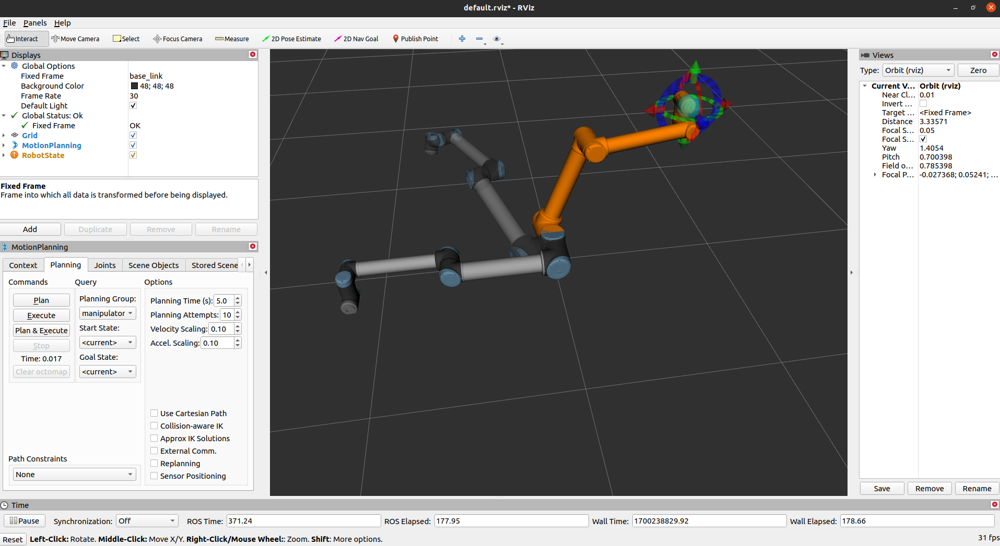 default.rviz* - RViz
File Panels Help
Interact Move Camera Select Focus Camera Measure 2D Pose Estimate 2D Nav Goal Publish Point
Displays
Global Options
Fixed Frame base_link
Background Color 48; 48; 48
Frame Rate 30
Default Light
Global Status: Ok
Fixed Frame OK
Grid
MotionPlanning
RobotState
Fixed Frame
Frame into which all data is transformed before being displayed.
Add Duplicate Remove Rename
MotionPlanning
Context Planning Joints Scene Objects Stored Scene
Commands Query Options
Plan
Execute
Plan & Execute
Stop
Time: 0.017
Clear octomap
Planning Group:
manipulator
Start State:
<current>
Goal State:
<current>
Planning Time (s): 5.0
Planning Attempts: 10
Velocity Scaling: 0.10
Accel. Scaling: 0.10
Use Cartesian Path
Collision-aware IK
Approx IK Solutions
External Comm.
Replanning
Sensor Positioning
Path Constraints
None
Views
Type: Orbit (rviz) Zero
Current V... Orbit (rviz)
Near Cl... 0.01
Invert ...
Target ... <Fixed Frame>
Distance 3.33571
Focal S... 0.05
Focal S...
Yaw 1.4054
Pitch 0.700398
Field o... 0.785398
Focal P... -0.027368; 0.05241; ...
Save Remove Rename
Time
Pause Synchronization: Off ROS Time: 371.24 ROS Elapsed: 177.95 Wall Time: 1700238829.92 Wall Elapsed: 178.66
Reset Left-Click: Rotate. Middle-Click: Move X/Y. Right-Click/Mouse Wheel:: Zoom. Shift: More options. 31 fps